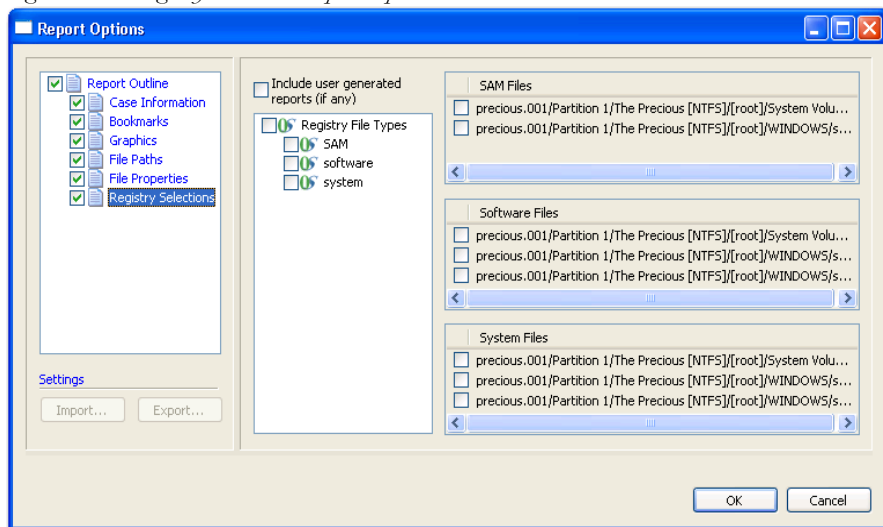 Report Options
Report Outline
Case Information
Bookmarks
Graphics
File Paths
File Properties
Registry Selections
Settings
Import...
Export...
Include user generated
reports (if any)
Registry File Types
SAM
software
system
SAM Files
precious.001/Partition 1/The Precious [NTFS]/[root]/System Volu...
precious.001/Partition 1/The Precious [NTFS]/[root]/WINDOWS/s...
Software Files
precious.001/Partition 1/The Precious [NTFS]/[root]/System Volu...
precious.001/Partition 1/The Precious [NTFS]/[root]/WINDOWS/s...
precious.001/Partition 1/The Precious [NTFS]/[root]/WINDOWS/s...
System Files
precious.001/Partition 1/The Precious [NTFS]/[root]/System Volu...
precious.001/Partition 1/The Precious [NTFS]/[root]/WINDOWS/s...
precious.001/Partition 1/The Precious [NTFS]/[root]/WINDOWS/s...
OK
Cancel